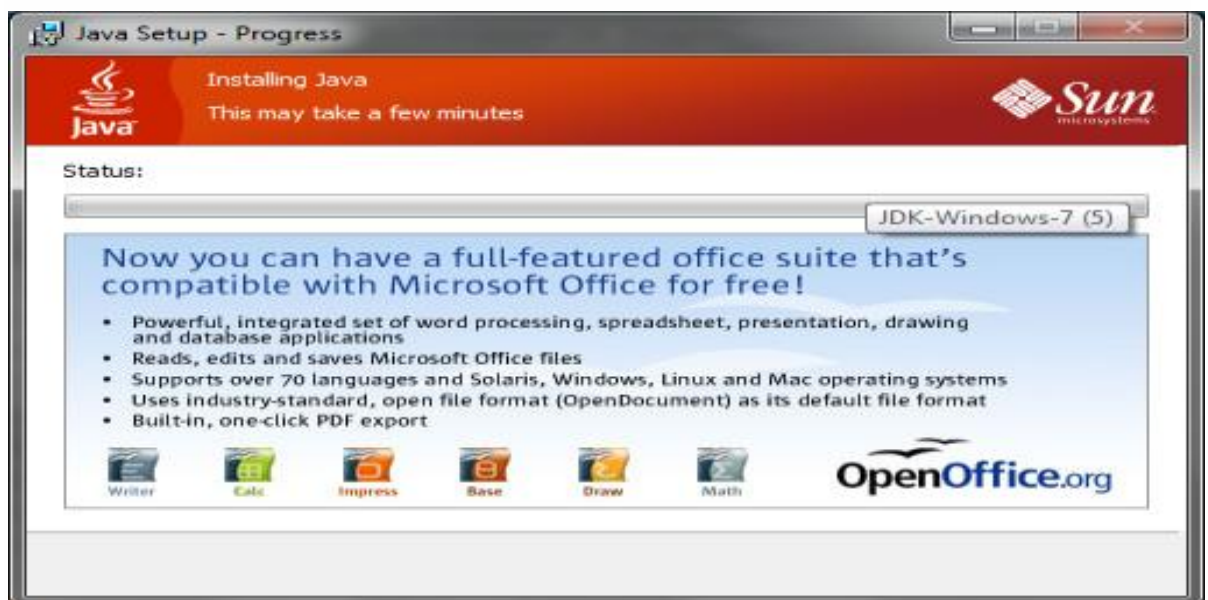 Java Setup - Progress
Java
Installing Java
This may take a few minutes
Sun
microsystems
Status:
JDK-Windows-7 (5)
Now you can have a full-featured office suite that's
compatible with Microsoft Office for free!
• Powerful, integrated set of word processing, spreadsheet, presentation, drawing
and database applications
• Reads, edits and saves Microsoft Office files
• Supports over 70 languages and Solaris, Windows, Linux and Mac operating systems
• Uses industry-standard, open file format (OpenDocument) as its default file format
• Built-in, one-click PDF export
Writer Calc Impress Base Draw Math
OpenOffice.org